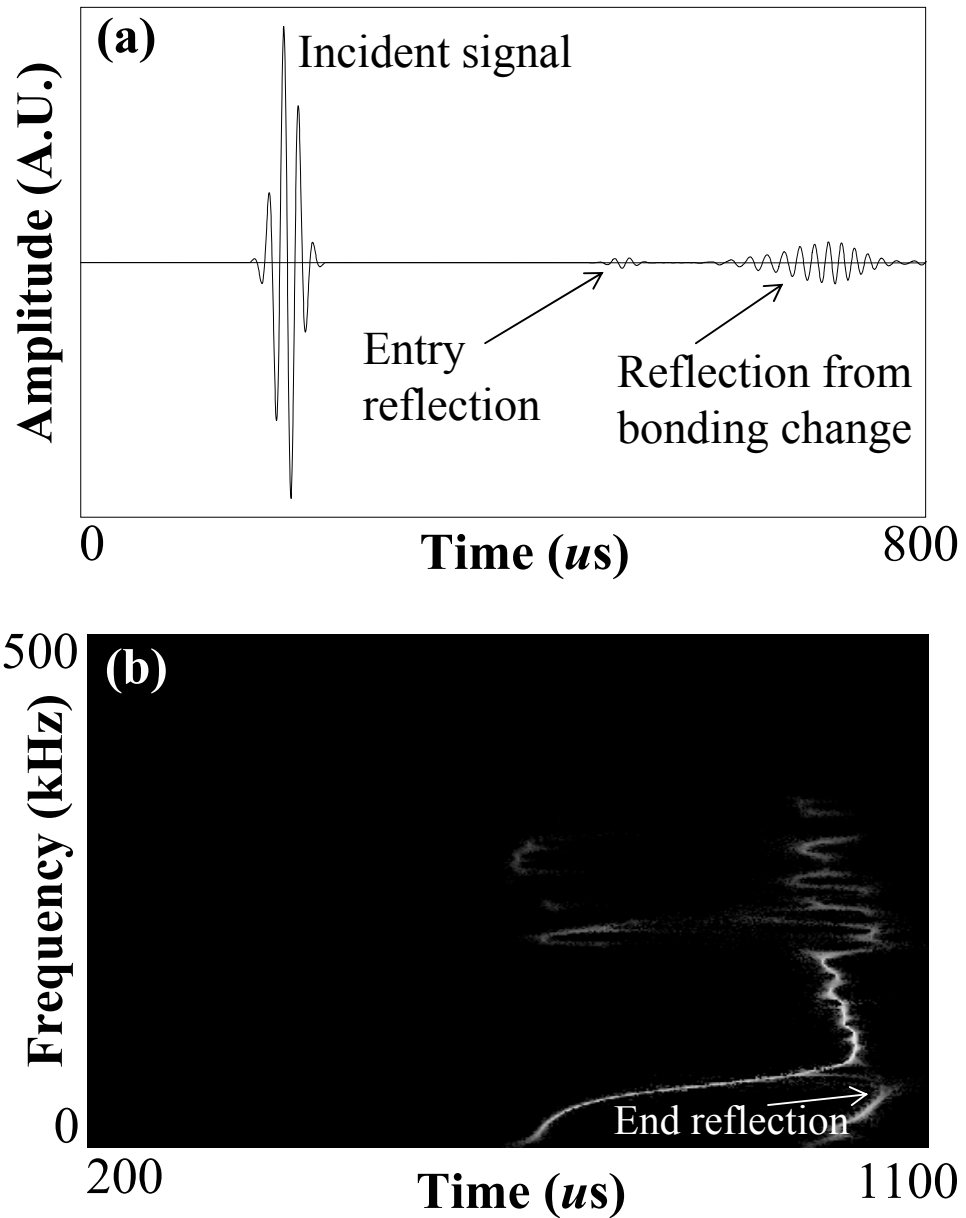 (a)
Incident signal
Amplitude (A.U.)
Entry
reflection
Reflection from
bonding change
0
Time (us)
800
500
(b)
Frequency (kHz)
End reflection
0
200
Time (us)
1100